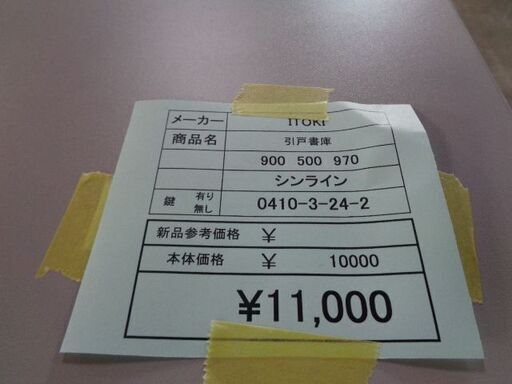 メーカー ITOKI
商品名 引戸書庫
900 500 970
シンライン
鍵 有り 無し 0410-3-24-2
新品参考価格 ¥
本体価格 ¥ 10000
¥11,000